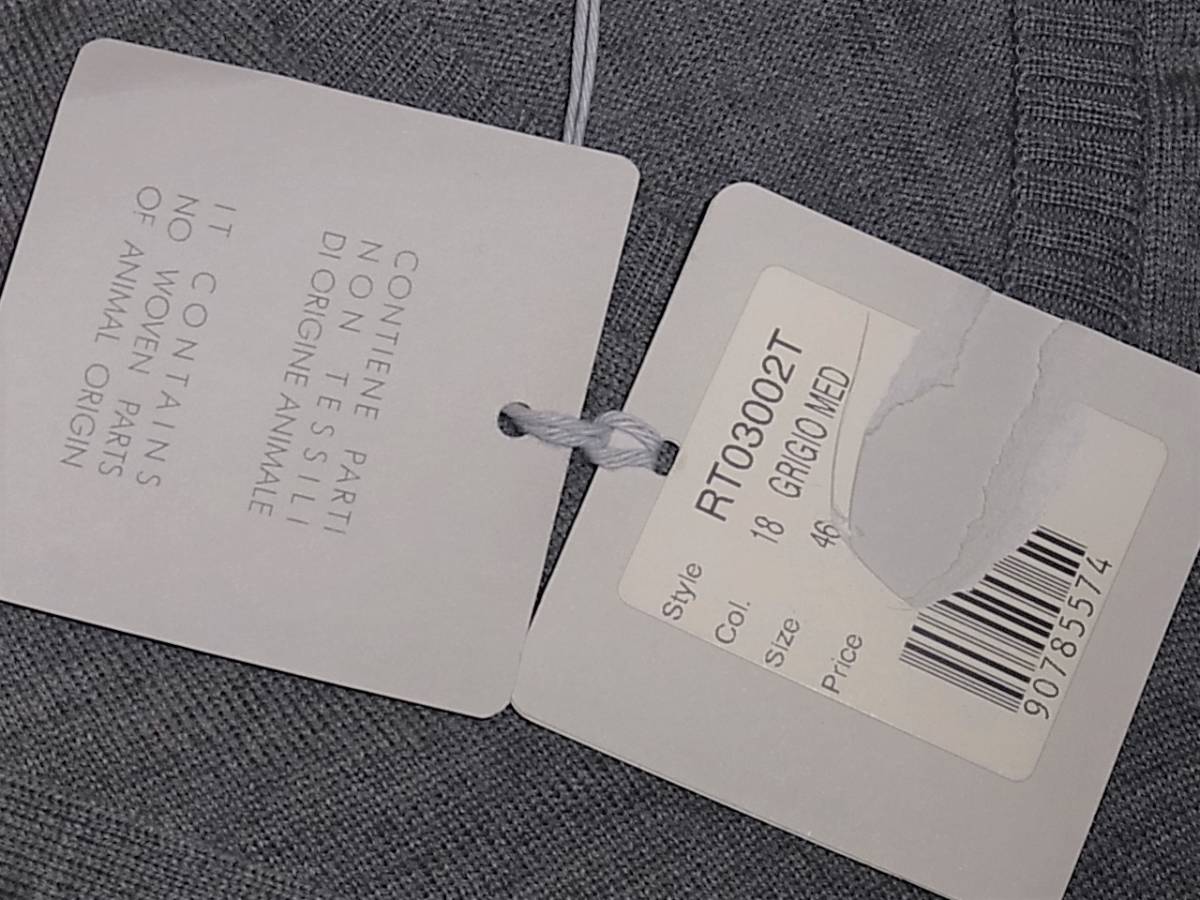 CONTIENE PARTI
NON TESSILI
DI ORIGINE ANIMALE
IT CONTAINS
NO WOVEN PARTS
OF ANIMAL ORIGIN
Style RT03002T
Col. 18 GRIGIO MED
Size 46
Price
90785574